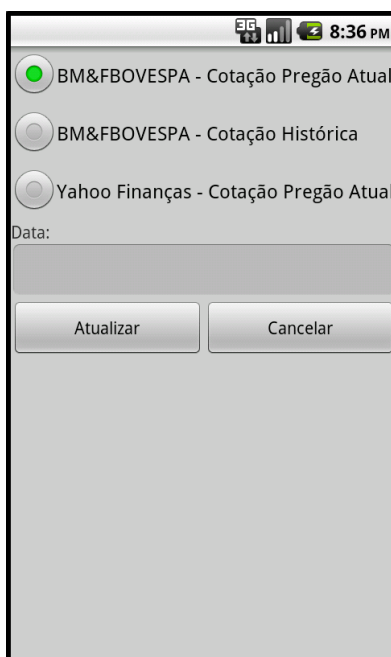 3G 8:36 PM
BM&FBOVESPA - Cotação Pregão Atual
BM&FBOVESPA - Cotação Histórica
Yahoo Finanças - Cotação Pregão Atual
Data:
Atualizar Cancelar